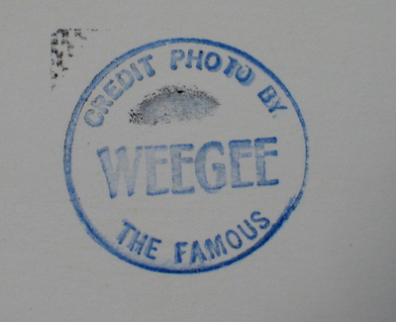 CREDIT PHOTO BY
WEEGEE
THE FAMOUS